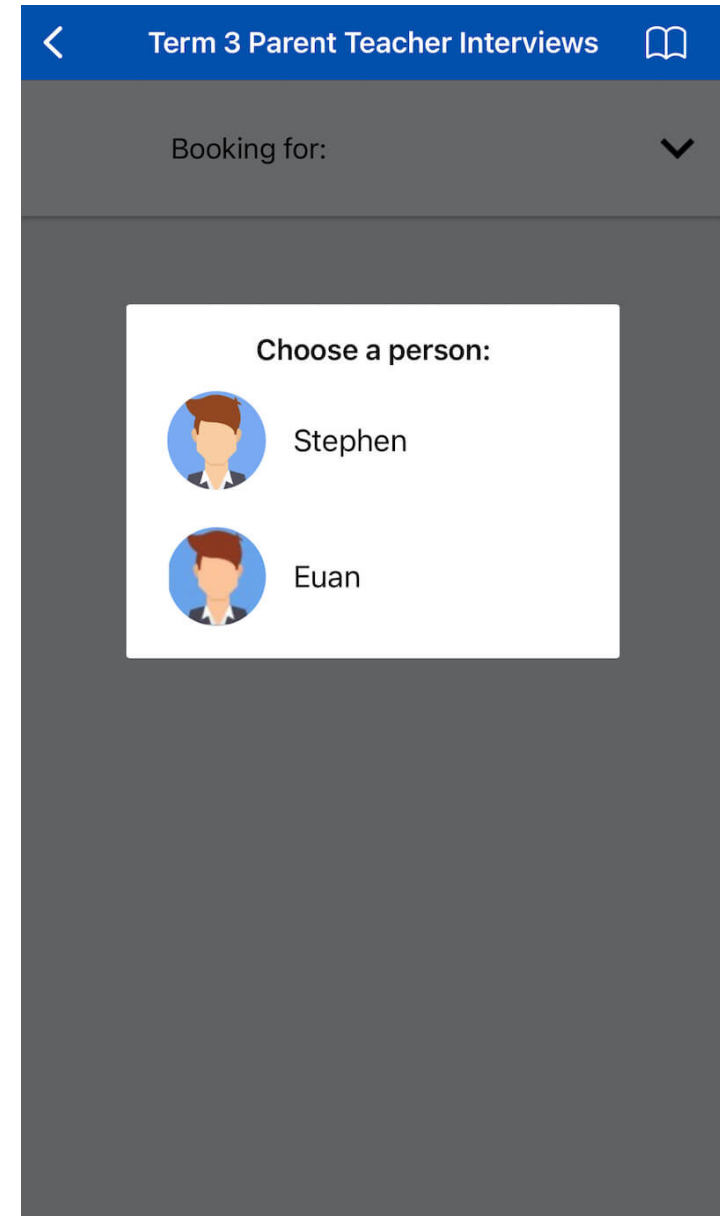 Term 3 Parent Teacher Interviews
Booking for:
Choose a person:
Stephen
Euan